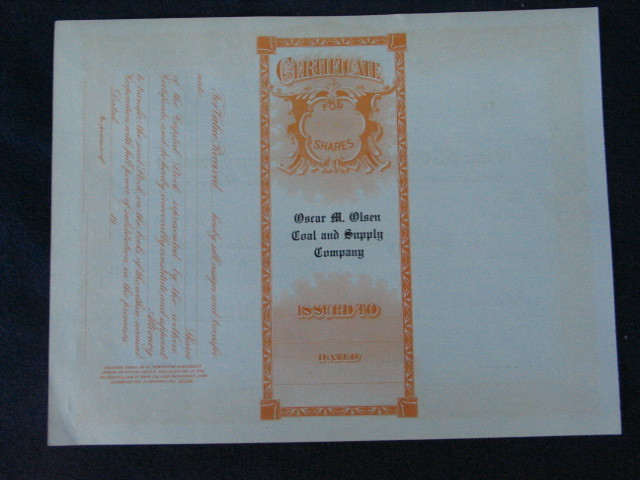 CERTIFICATE
SHARES
Oscar M. Olsen
Coal and Supply
Company
ISSUED TO
DATED
For Value Received hereby sell, assign and transfer
unto
Shares
of the Capital Stock represented by the within
Certificate and do hereby irrevocably constitute and appoint
Attorney
to transfer the said Stock on the books of the within named
Corporation with full power of substitution in the premises.
Dated
In presence of